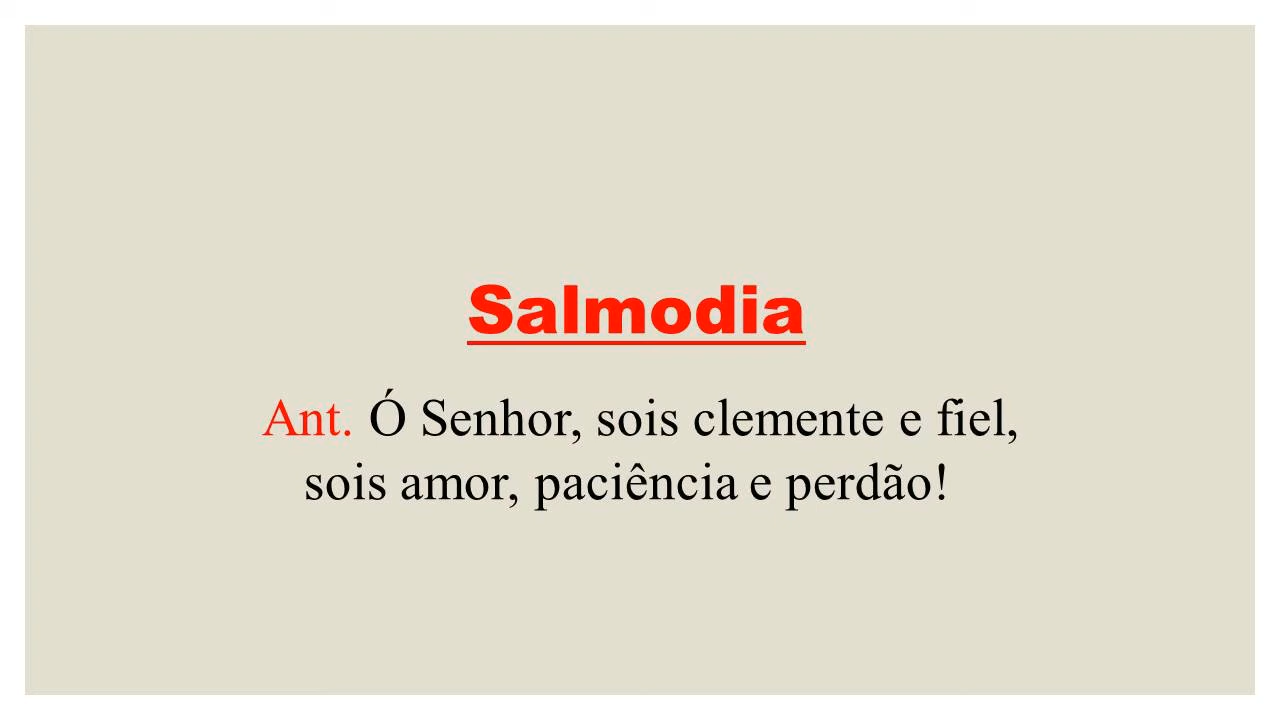 Salmodia
Ant. Ó Senhor, sois clemente e fiel,
sois amor, paciência e perdão!